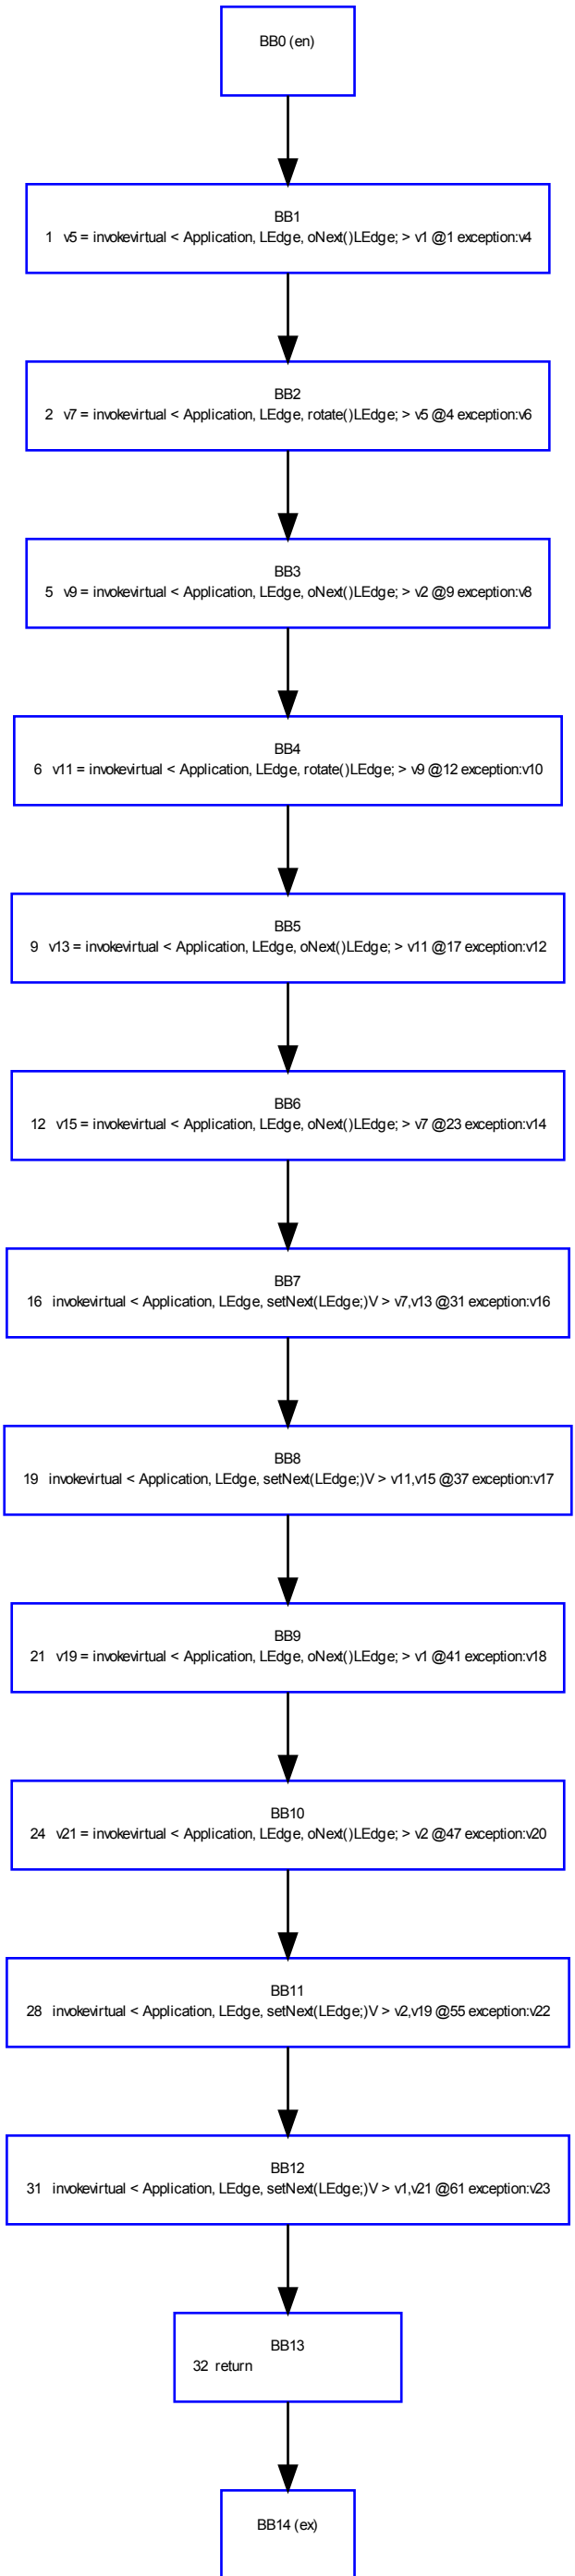 BB0 (en)
BB1
1 v5 = invokevirtual < Application, LEdge, oNext()LEdge; > v1 @1 exception:v4
BB2
2 v7 = invokevirtual < Application, LEdge, rotate()LEdge; > v5 @4 exception:v6
BB3
5 v9 = invokevirtual < Application, LEdge, oNext()LEdge; > v2 @9 exception:v8
BB4
6 v11 = invokevirtual < Application, LEdge, rotate()LEdge; > v9 @12 exception:v10
BB5
9 v13 = invokevirtual < Application, LEdge, oNext()LEdge; > v11 @17 exception:v12
BB6
12 v15 = invokevirtual < Application, LEdge, oNext()LEdge; > v7 @23 exception:v14
BB7
16 invokevirtual < Application, LEdge, setNext(LEdge;)V > v7,v13 @31 exception:v16
BB8
19 invokevirtual < Application, LEdge, setNext(LEdge;)V > v11,v15 @37 exception:v17
BB9
21 v19 = invokevirtual < Application, LEdge, oNext()LEdge; > v1 @41 exception:v18
BB10
24 v21 = invokevirtual < Application, LEdge, oNext()LEdge; > v2 @47 exception:v20
BB11
28 invokevirtual < Application, LEdge, setNext(LEdge;)V > v2,v19 @55 exception:v22
BB12
31 invokevirtual < Application, LEdge, setNext(LEdge;)V > v1,v21 @61 exception:v23
BB13
32 return
BB14 (ex)